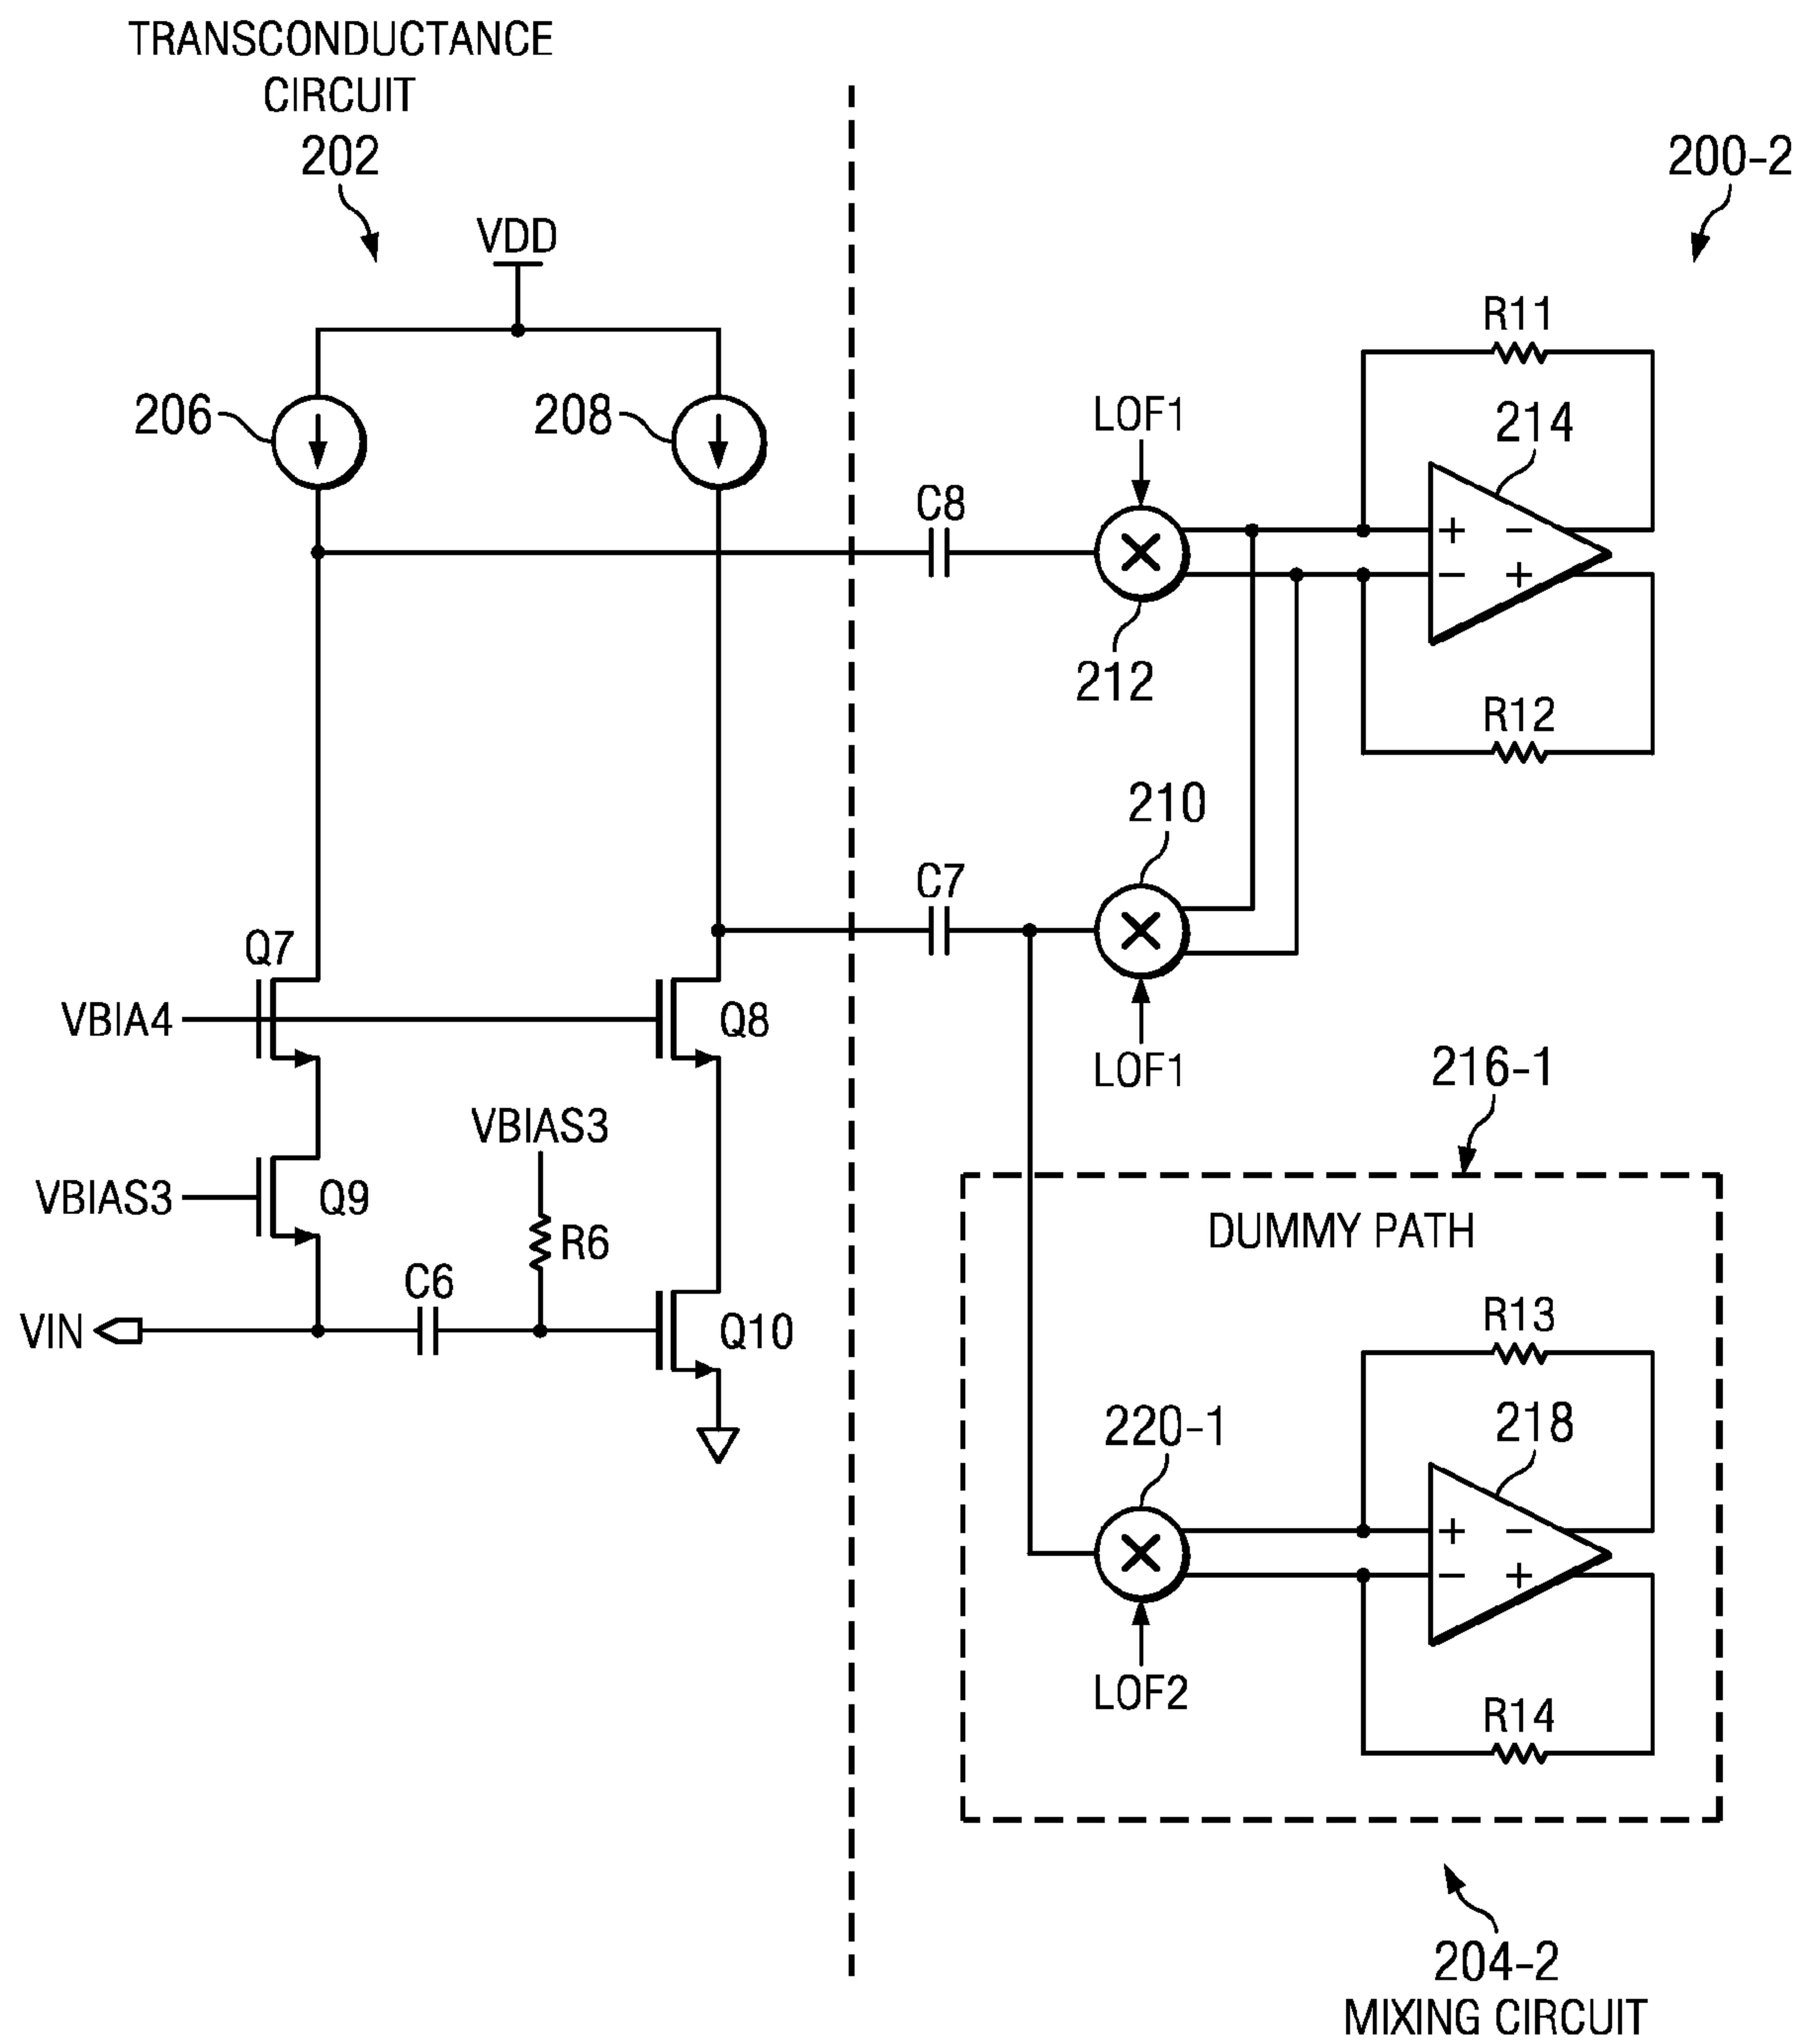 TRANSCONDUCTANCE
CIRCUIT
202
200-2
VDD
R11
206
208
LOF1
214
C8
+ −
− +
212
R12
210
C7
Q7
VBIA4
Q8
LOF1
216-1
VBIAS3
VBIAS3
Q9
R6
DUMMY PATH
C6
VIN
Q10
R13
220-1
218
+ −
− +
LOF2
R14
204-2
MIXING CIRCUIT